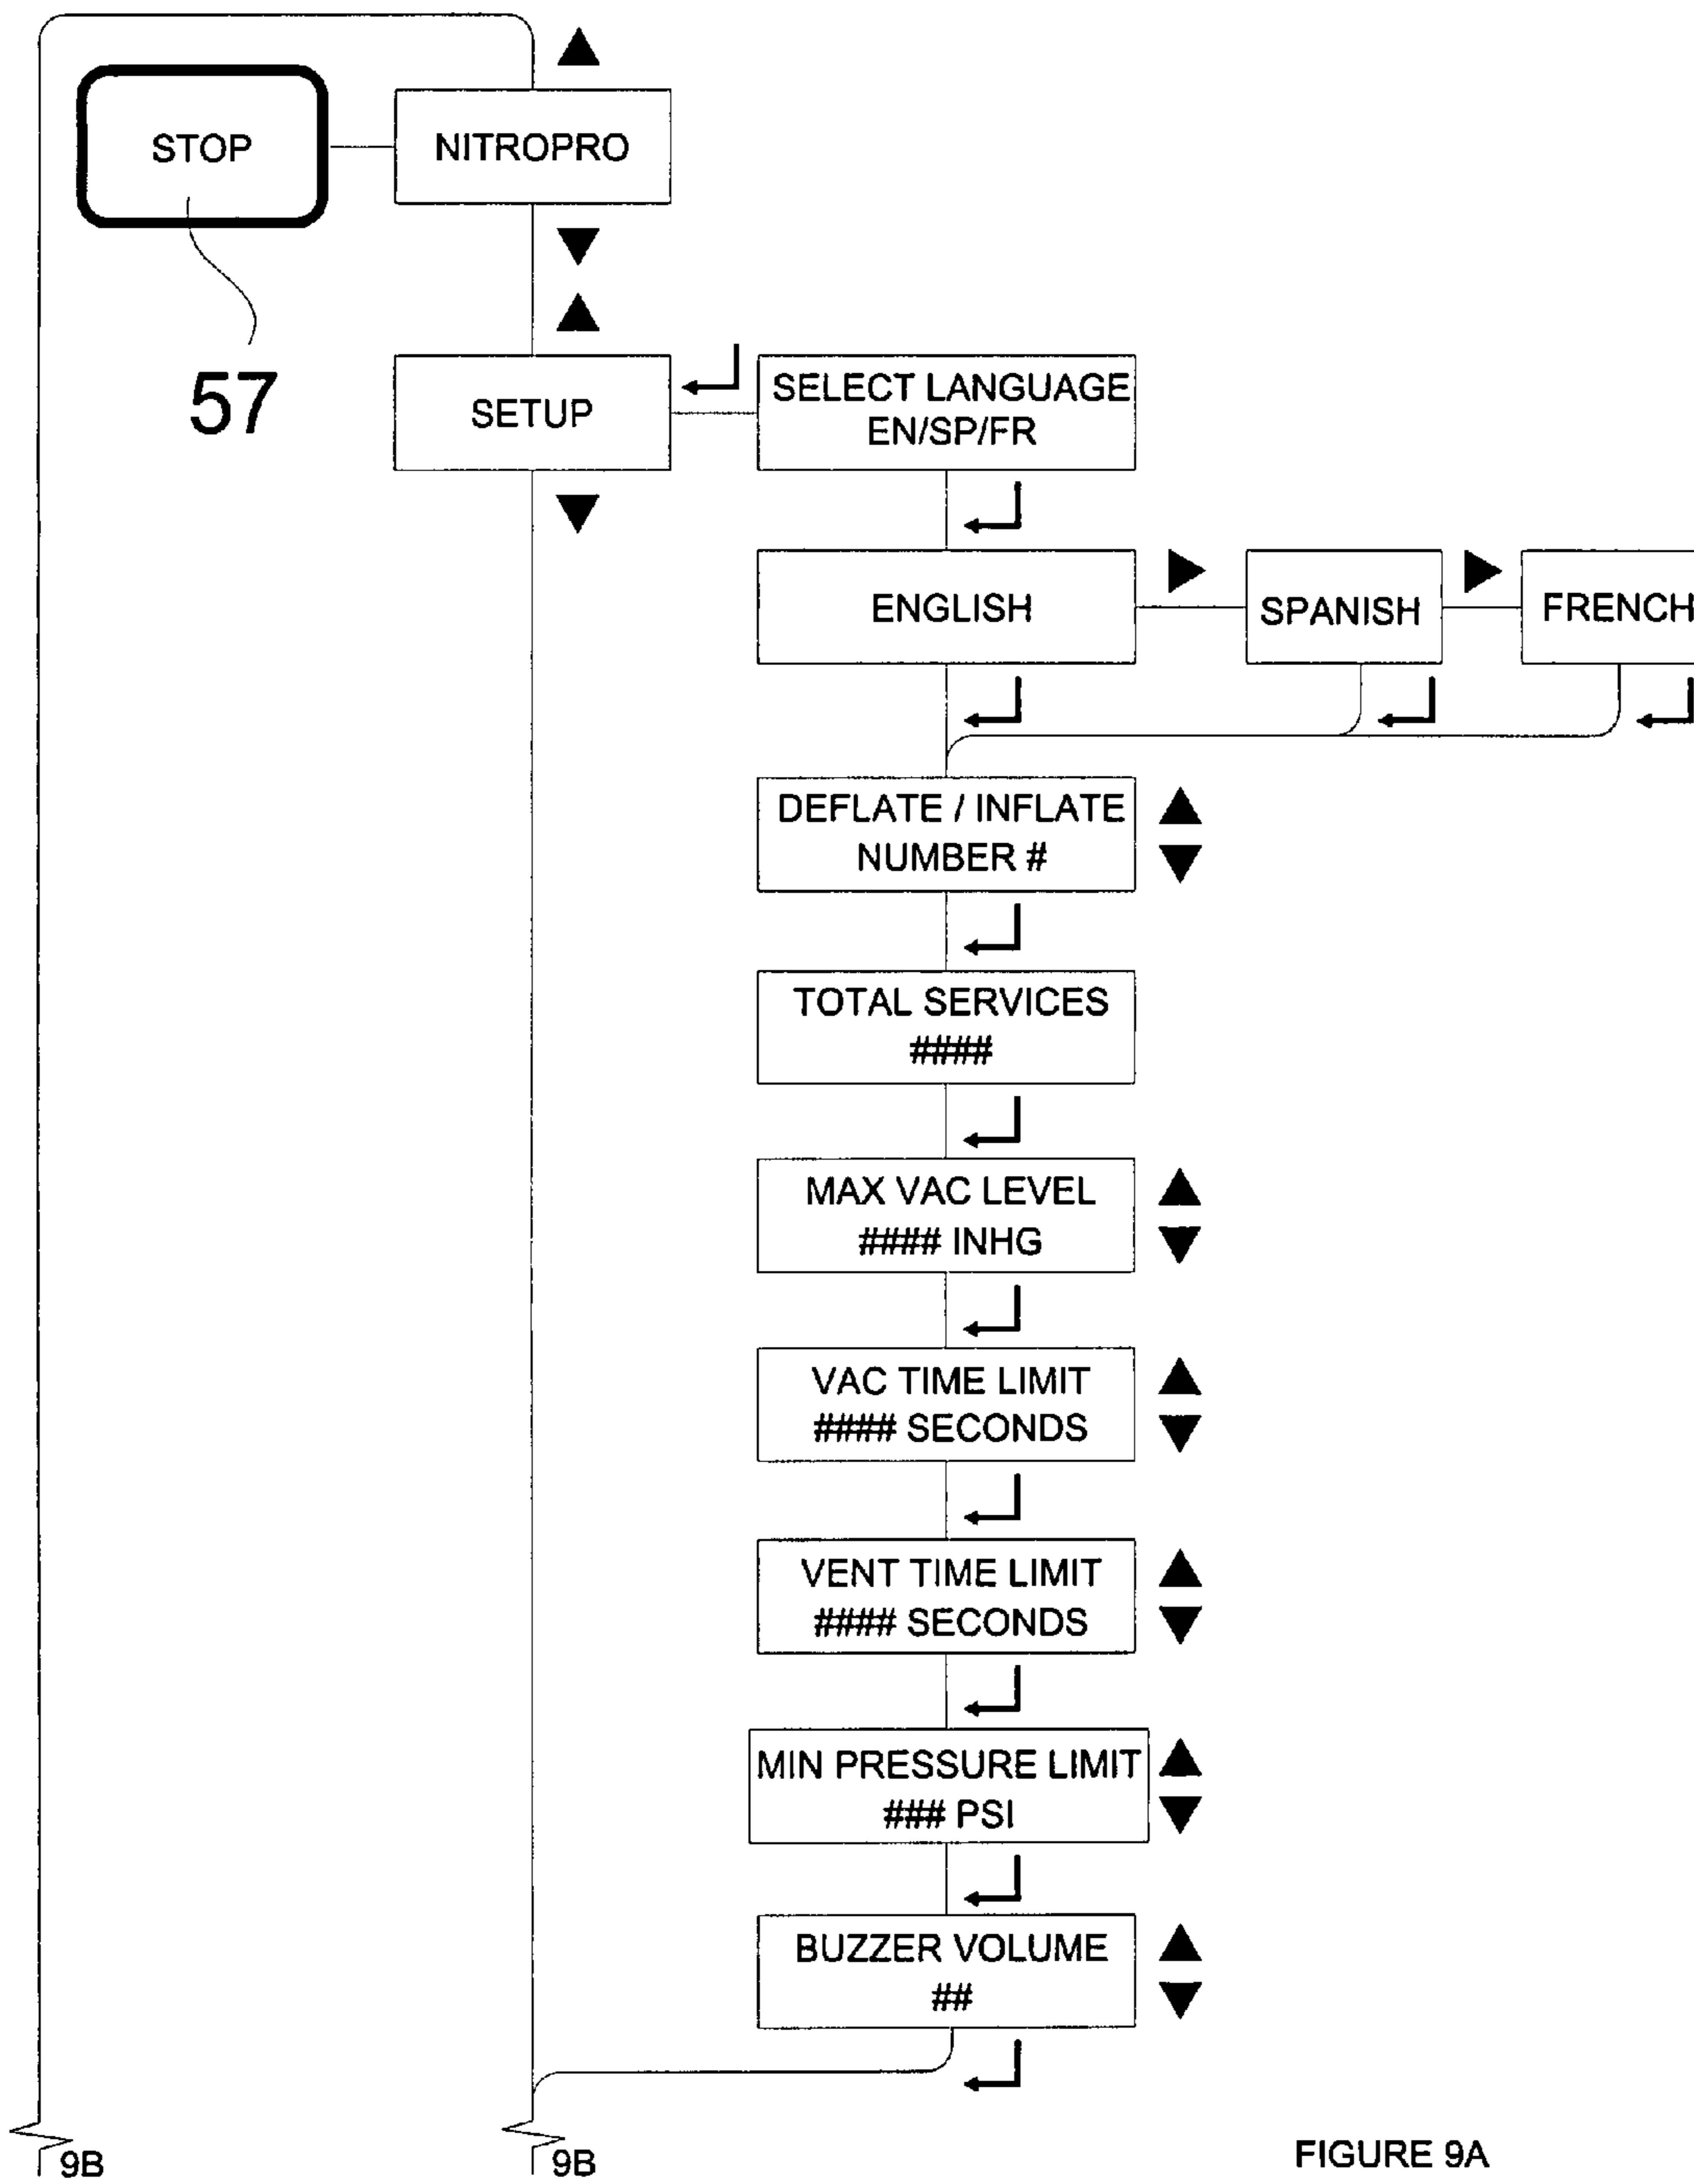 STOP
NITROPRO
57
SETUP
SELECT LANGUAGE
EN/SP/FR
ENGLISH
SPANISH
FRENCH
DEFLATE / INFLATE
NUMBER #
TOTAL SERVICES
####
MAX VAC LEVEL
#### INHG
VAC TIME LIMIT
#### SECONDS
VENT TIME LIMIT
#### SECONDS
MIN PRESSURE LIMIT
### PSI
BUZZER VOLUME
##
9B
9B
FIGURE 9A